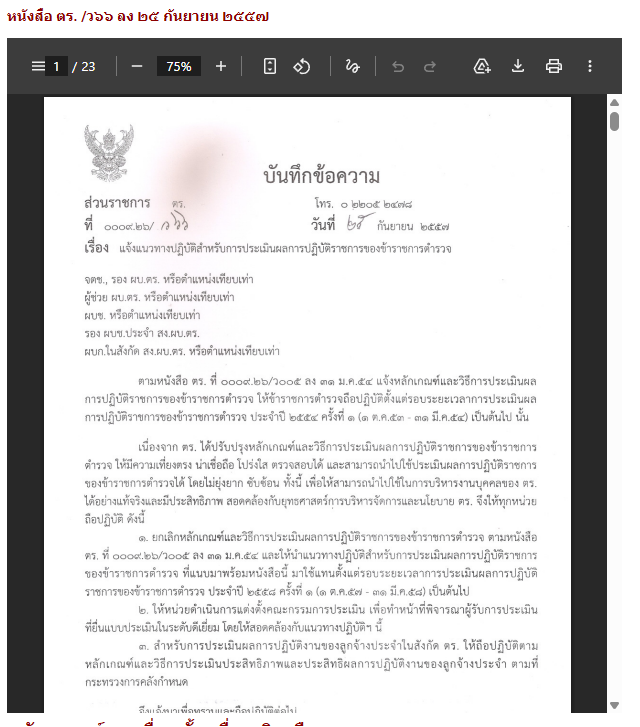 หนังสือ ตร. /ว๖๖ ลง ๒๕ กันยายน ๒๕๕๗
1 / 23
75%
บันทึกข้อความ
ส่วนราชการ ตร. โทร. ๐ ๒๒๐๕ ๒๔๗๘
ที่ ๐๐๐๙.๒๖/ว๖๖ วันที่ ๒๕ กันยายน ๒๕๕๗
เรื่อง แจ้งแนวทางปฏิบัติสำหรับการประเมินผลการปฏิบัติราชการของข้าราชการตำรวจ
จตช., รอง ผบ.ตร. หรือตำแหน่งเทียบเท่า
ผู้ช่วย ผบ.ตร. หรือตำแหน่งเทียบเท่า
ผบช. หรือตำแหน่งเทียบเท่า
รอง ผบช.ประจำ สง.ผบ.ตร.
ผบก.ในสังกัด สง.ผบ.ตร. หรือตำแหน่งเทียบเท่า
ตามหนังสือ ตร. ที่ ๐๐๐๙.๒๖/ว๐๐๕ ลง ๓๑ ม.ค.๕๔ แจ้งหลักเกณฑ์และวิธีการประเมินผล
การปฏิบัติราชการของข้าราชการตำรวจ ให้ข้าราชการตำรวจถือปฏิบัติตั้งแต่รอบระยะเวลาการประเมินผล
การปฏิบัติราชการของข้าราชการตำรวจ ประจำปี ๒๕๕๔ ครั้งที่ ๑ (๑ ต.ค.๕๓ - ๓๑ มี.ค.๕๔) เป็นต้นไป นั้น
เนื่องจาก ตร. ได้ปรับปรุงหลักเกณฑ์และวิธีการประเมินผลการปฏิบัติราชการของข้าราชการ
ตำรวจ ให้มีความเที่ยงตรง น่าเชื่อถือ โปร่งใส ตรวจสอบได้ และสามารถนำไปใช้ประเมินผลการปฏิบัติราชการ
ของข้าราชการตำรวจได้ โดยไม่ยุ่งยาก ซับซ้อน ทั้งนี้ เพื่อให้สามารถนำไปใช้ในการบริหารงานบุคคลของ ตร.
ได้อย่างแท้จริงและมีประสิทธิภาพ สอดคล้องกับยุทธศาสตร์การบริหารจัดการและนโยบาย ตร. จึงให้ทุกหน่วย
ถือปฏิบัติ ดังนี้
๑. ยกเลิกหลักเกณฑ์และวิธีการประเมินผลการปฏิบัติราชการของข้าราชการตำรวจ ตามหนังสือ
ตร. ที่ ๐๐๐๙.๒๖/ว๐๐๕ ลง ๓๑ ม.ค.๕๔ และให้นำแนวทางปฏิบัติสำหรับการประเมินผลการปฏิบัติราชการ
ของข้าราชการตำรวจ ที่แนบมาพร้อมหนังสือนี้ มาใช้แทนตั้งแต่รอบระยะเวลาการประเมินผลการปฏิบัติ
ราชการของข้าราชการตำรวจ ประจำปี ๒๕๕๘ ครั้งที่ ๑ (๑ ต.ค.๕๗ - ๓๑ มี.ค.๕๘) เป็นต้นไป
๒. ให้หน่วยดำเนินการแต่งตั้งคณะกรรมการประเมิน เพื่อทำหน้าที่พิจารณาผู้รับการประเมิน
ที่ยื่นแบบประเมินในระดับดีเยี่ยม โดยให้สอดคล้องกับแนวทางปฏิบัติฯ นี้
๓. สำหรับการประเมินผลการปฏิบัติงานของลูกจ้างประจำในสังกัด ตร. ให้ถือปฏิบัติตาม
หลักเกณฑ์และวิธีการประเมินประสิทธิภาพและประสิทธิผลการปฏิบัติงานของลูกจ้างประจำ ตามที่
กระทรวงการคลังกำหนด
จึงแจ้งมาเพื่อทราบและถือปฏิบัติต่อไป